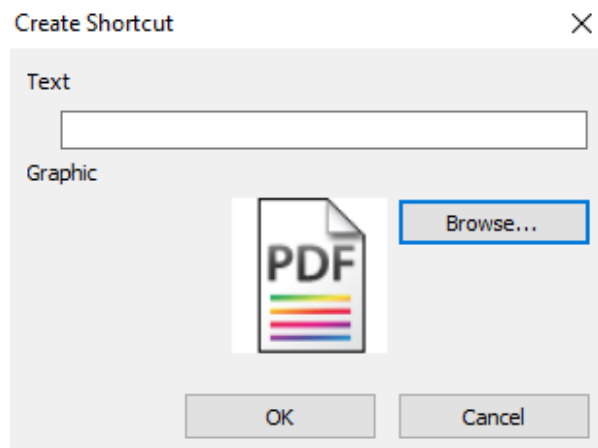 Create Shortcut
Text
Graphic
Browse...
PDF
OK
Cancel